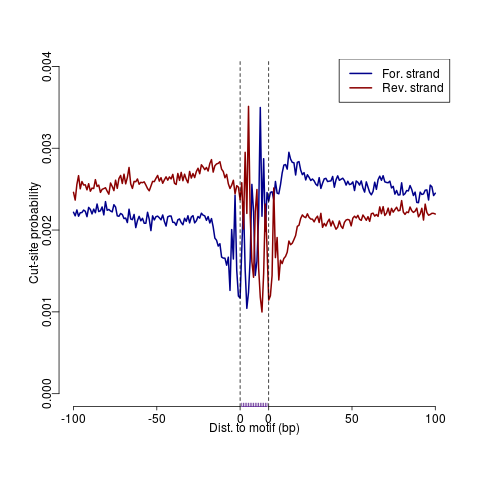 For. strand
Rev. strand
Cut-site probability
0.004
0.003
0.002
0.001
0.000
-100 -50 0 0 50 100
Dist. to motif (bp)